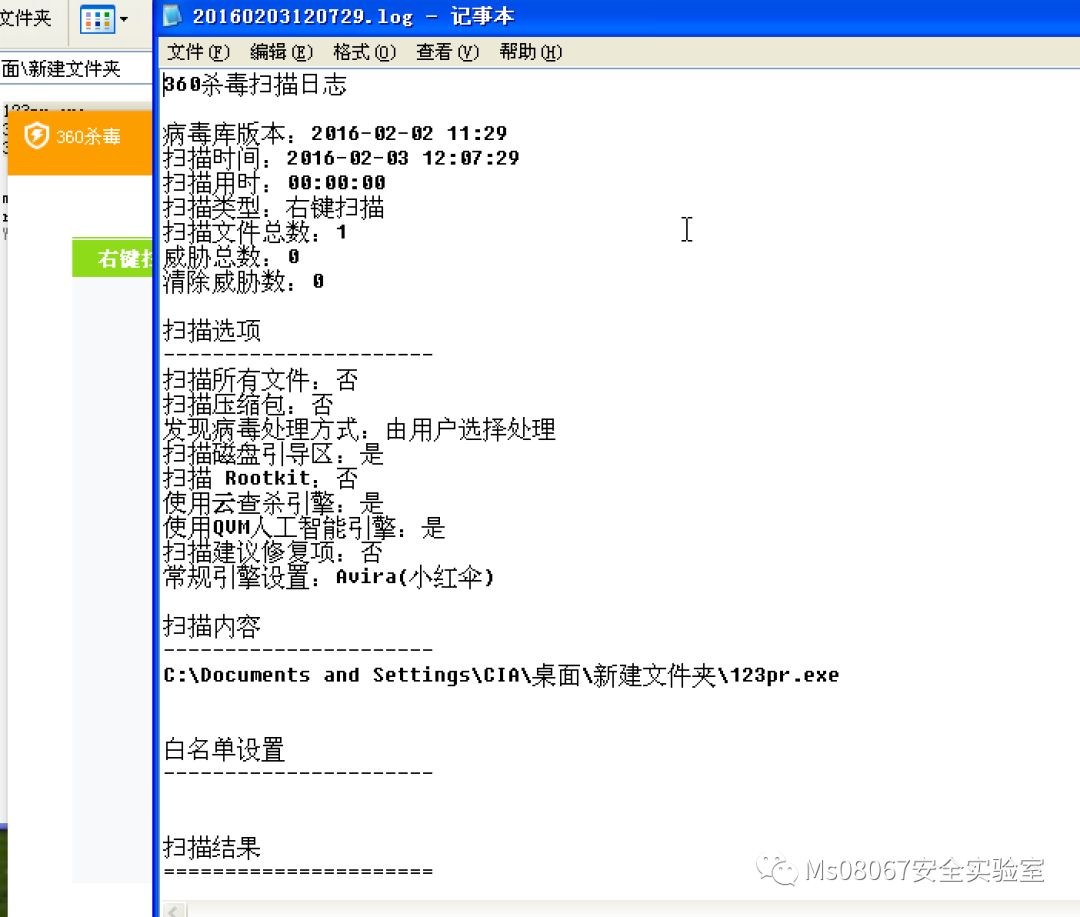 文件夹
20160203120729.log - 记事本
文件(F) 编辑(E) 格式(O) 查看(V) 帮助(H)
面\新建文件夹
360杀毒
右键扫
360杀毒扫描日志
病毒库版本：2016-02-02 11:29
扫描时间：2016-02-03 12:07:29
扫描用时：00:00:00
扫描类型：右键扫描
扫描文件总数：1
威胁总数：0
清除威胁数：0
扫描选项
----------------------
扫描所有文件：否
扫描压缩包：否
发现病毒处理方式：由用户选择处理
扫描磁盘引导区：是
扫描 Rootkit：否
使用云查杀引擎：是
使用QVM人工智能引擎：是
扫描建议修复项：否
常规引擎设置：Avira(小红伞)
扫描内容
----------------------
C:\Documents and Settings\CIA\桌面\新建文件夹\123pr.exe
白名单设置
----------------------
扫描结果
======================
Ms08067安全实验室